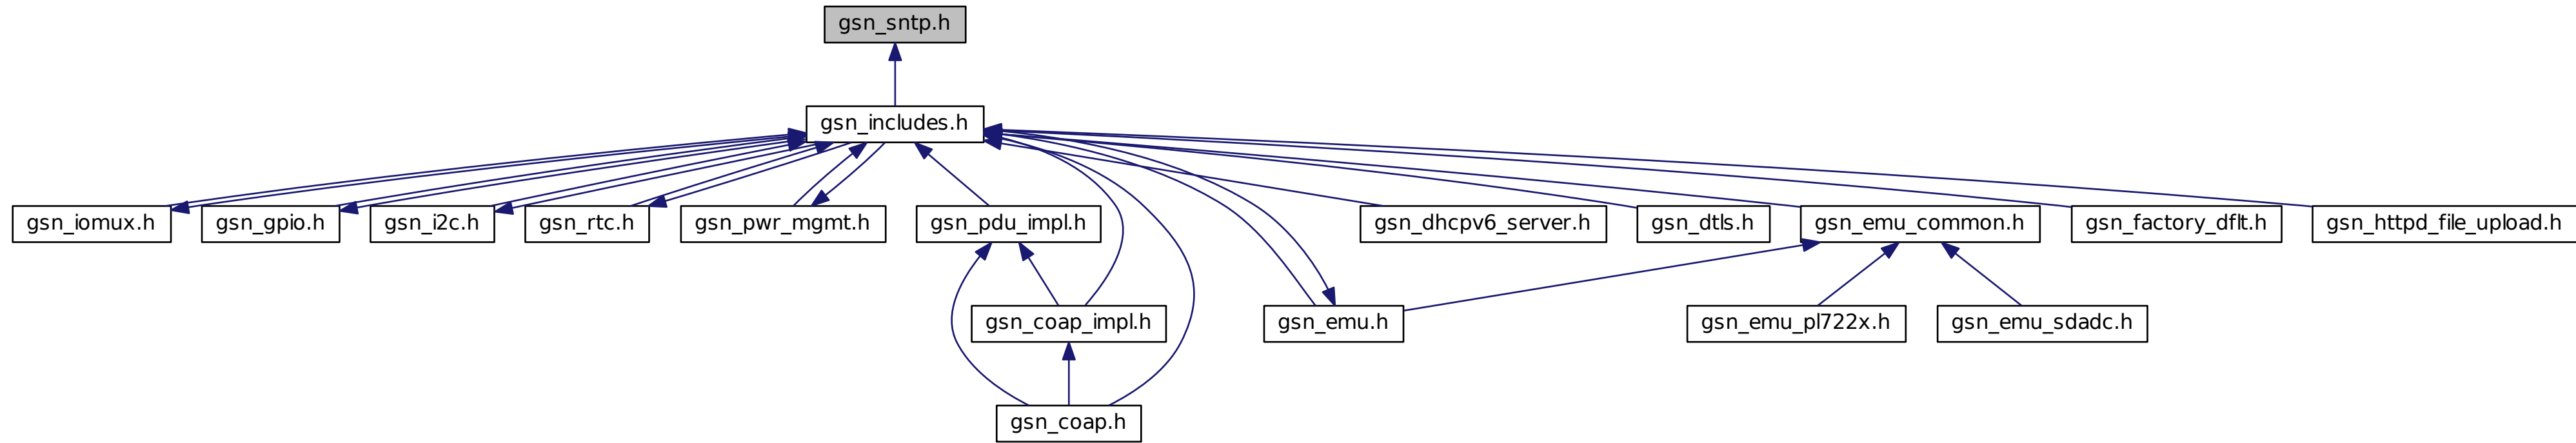 gsn_sntp.h
gsn_includes.h
gsn_iomux.h
gsn_gpio.h
gsn_i2c.h
gsn_rtc.h
gsn_pwr_mgmt.h
gsn_pdu_impl.h
gsn_dhcpv6_server.h
gsn_dtls.h
gsn_emu_common.h
gsn_factory_dflt.h
gsn_httpd_file_upload.h
gsn_coap_impl.h
gsn_emu.h
gsn_emu_pl722x.h
gsn_emu_sdadc.h
gsn_coap.h